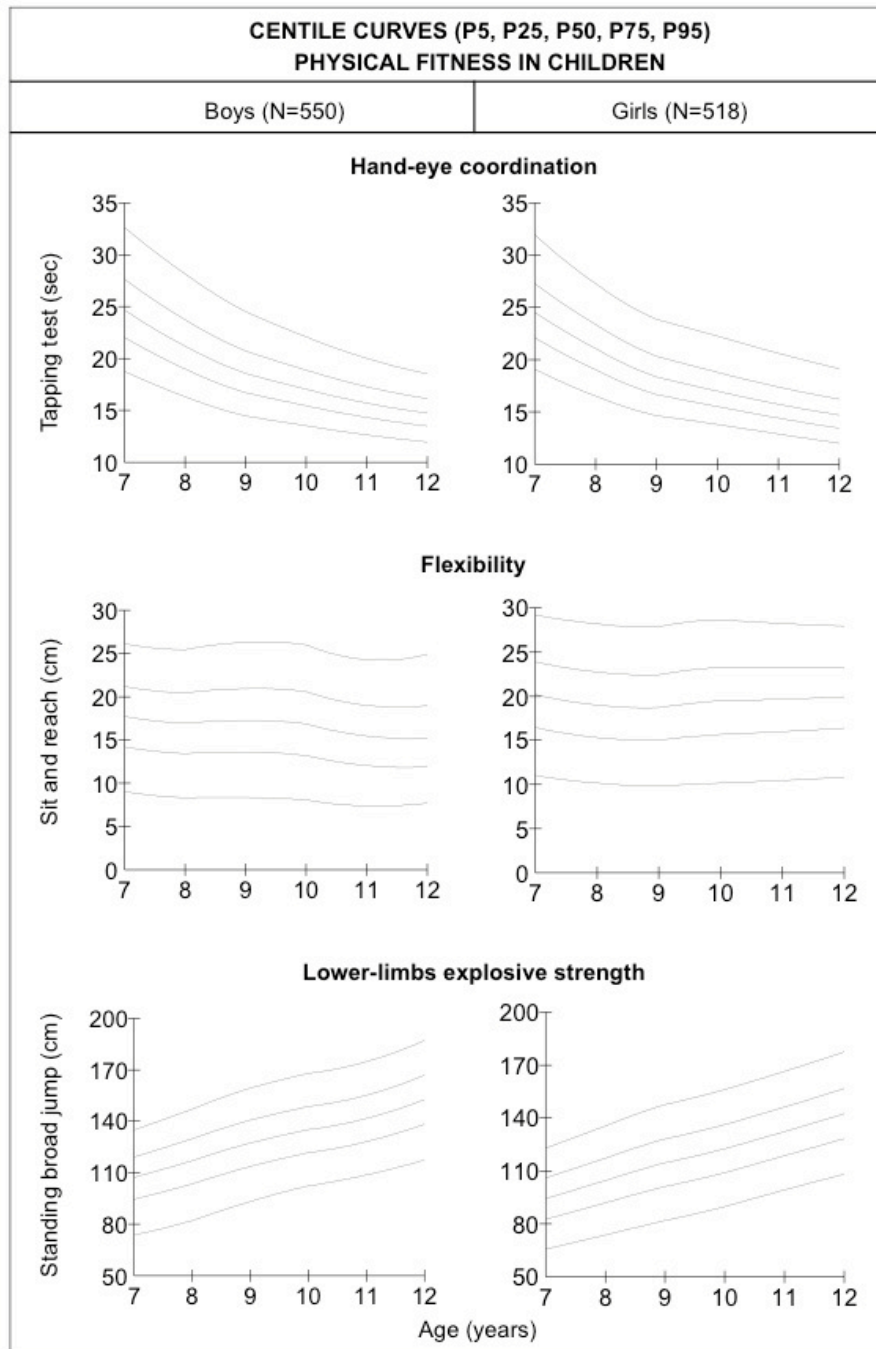 CENTILE CURVES (P5, P25, P50, P75, P95)
PHYSICAL FITNESS IN CHILDREN
Boys (N=550)
Girls (N=518)
Hand-eye coordination
Tapping test (sec)
35
30
25
20
15
10
7 8 9 10 11 12
35
30
25
20
15
10
7 8 9 10 11 12
Flexibility
Sit and reach (cm)
30
25
20
15
10
5
0
7 8 9 10 11 12
30
25
20
15
10
5
0
7 8 9 10 11 12
Lower-limbs explosive strength
Standing broad jump (cm)
200
170
140
110
80
50
7 8 9 10 11 12
200
170
140
110
80
50
7 8 9 10 11 12
Age (years)